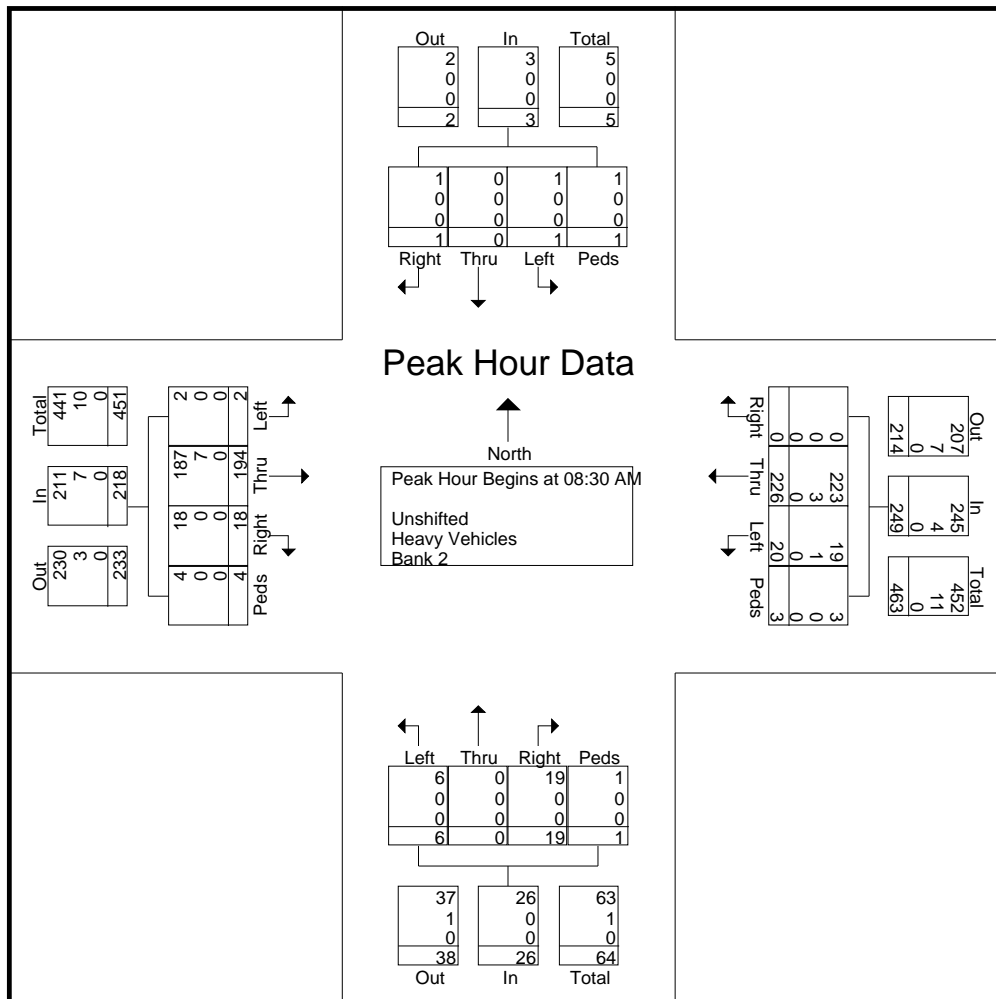 Out In Total
2 3 5
0 0 0
0 0 0
2 3 5
1 0 1 1
0 0 0 0
0 0 0 0
1 0 1 1
Right Thru Left Peds
Peak Hour Data
North
Peak Hour Begins at 08:30 AM
Unshifted
Heavy Vehicles
Bank 2
Total
441
10
0
451
In
211
7
0
218
Out
230
3
0
233
Left
2
0
0
2
Thru
187
7
0
194
Right
18
0
0
18
Peds
4
0
0
4
Right
0
0
0
0
Thru
223
3
0
226
Left
19
1
0
20
Peds
3
0
0
3
Out
207
7
0
214
In
245
4
0
249
Total
452
11
0
463
Left Thru Right Peds
6 0 19 1
0 0 0 0
0 0 0 0
6 0 19 1
37 26 63
1 0 1
0 0 0
38 26 64
Out In Total